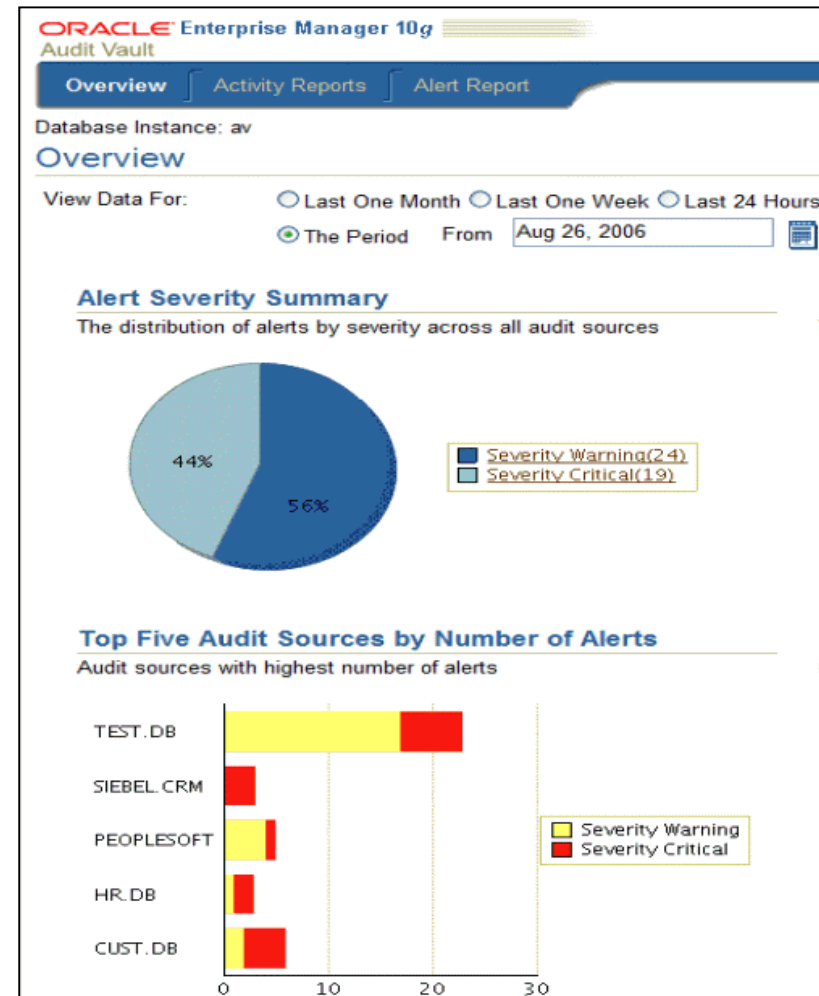 ORACLE Enterprise Manager 10g
Audit Vault
Overview Activity Reports Alert Report
Database Instance: av
Overview
View Data For: Last One Month Last One Week Last 24 Hours
The Period From Aug 26, 2006
Alert Severity Summary
The distribution of alerts by severity across all audit sources
44%
56%
Severity Warning(24)
Severity Critical(19)
Top Five Audit Sources by Number of Alerts
Audit sources with highest number of alerts
TEST.DB
SIEBEL.CRM
PEOPLESOFT
HR.DB
CUST.DB
Severity Warning
Severity Critical
0 10 20 30